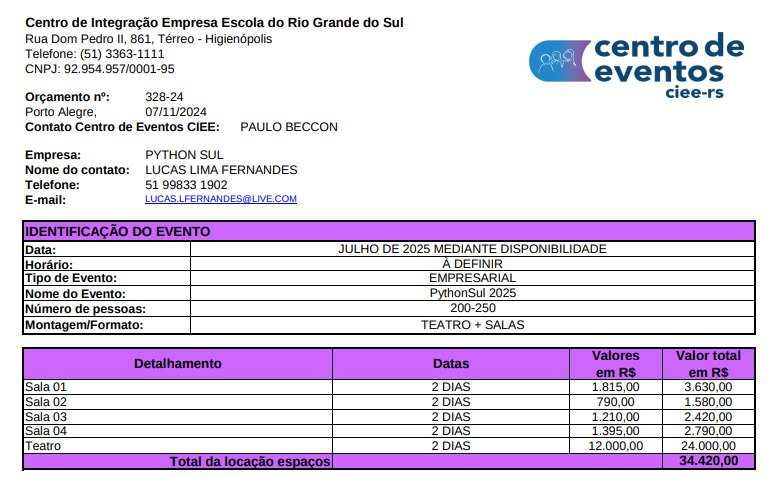 Centro de Integração Empresa Escola do Rio Grande do Sul
Rua Dom Pedro II, 861, Térreo - Higienópolis
Telefone: (51) 3363-1111
CNPJ: 92.954.957/0001-95
centro de
eventos
ciee-rs
Orçamento nº: 328-24
Porto Alegre, 07/11/2024
Contato Centro de Eventos CIEE: PAULO BECCON
Empresa: PYTHON SUL
Nome do contato: LUCAS LIMA FERNANDES
Telefone: 51 99833 1902
E-mail: LUCAS.LFERNANDES@LIVE.COM
IDENTIFICAÇÃO DO EVENTO
Data: JULHO DE 2025 MEDIANTE DISPONIBILIDADE
Horário: À DEFINIR
Tipo de Evento: EMPRESARIAL
Nome do Evento: PythonSul 2025
Número de pessoas: 200-250
Montagem/Formato: TEATRO + SALAS
Detalhamento Datas Valores em R$ Valor total em R$
Sala 01 2 DIAS 1.815,00 3.630,00
Sala 02 2 DIAS 790,00 1.580,00
Sala 03 2 DIAS 1.210,00 2.420,00
Sala 04 2 DIAS 1.395,00 2.790,00
Teatro 2 DIAS 12.000,00 24.000,00
Total da locação espaços 34.420,00